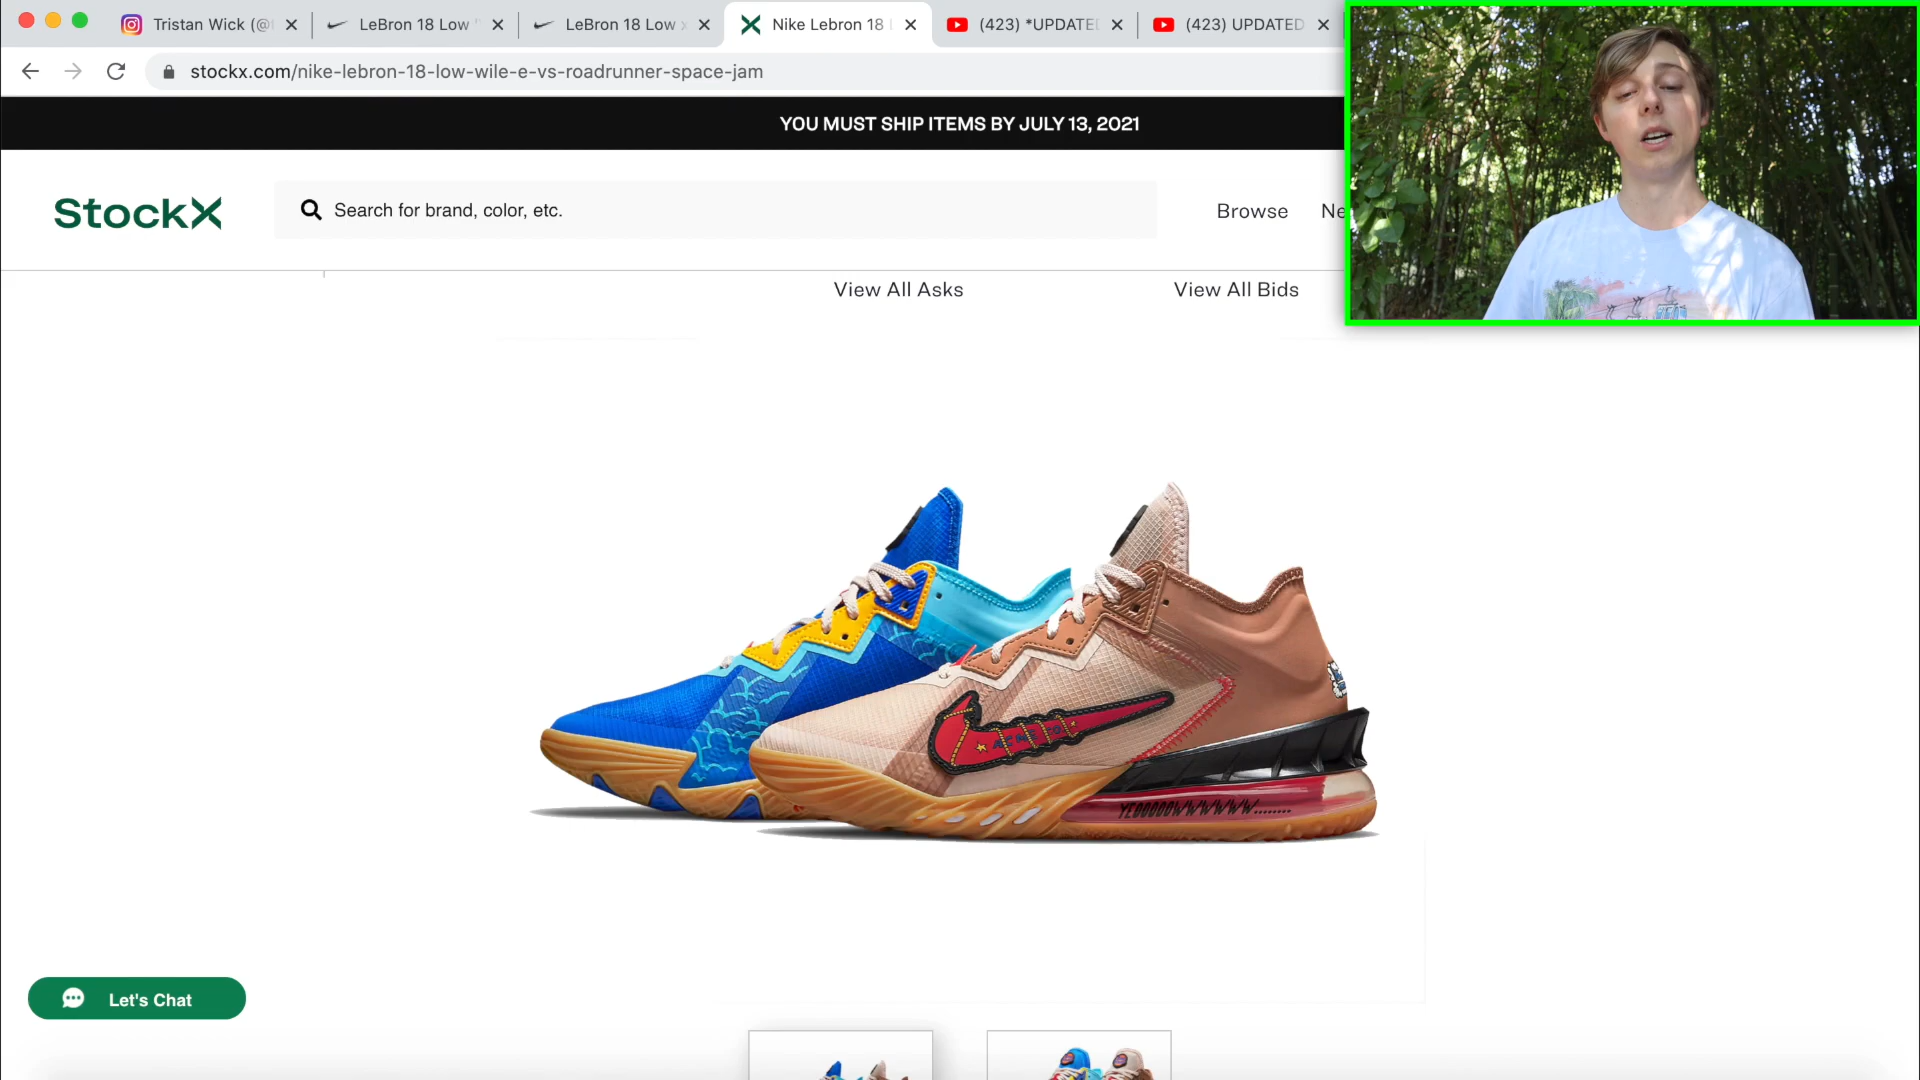 Tristan Wick (@
LeBron 18 Low
LeBron 18 Low x
Nike Lebron 18
(423) *UPDATE
(423) UPDATED
stockx.com/nike-lebron-18-low-wile-e-vs-roadrunner-space-jam
YOU MUST SHIP ITEMS BY JULY 13, 2021
StockX
Search for brand, color, etc.
Browse
Ne
View All Asks
View All Bids
YEOOOOOWWWWWW........
Let's Chat